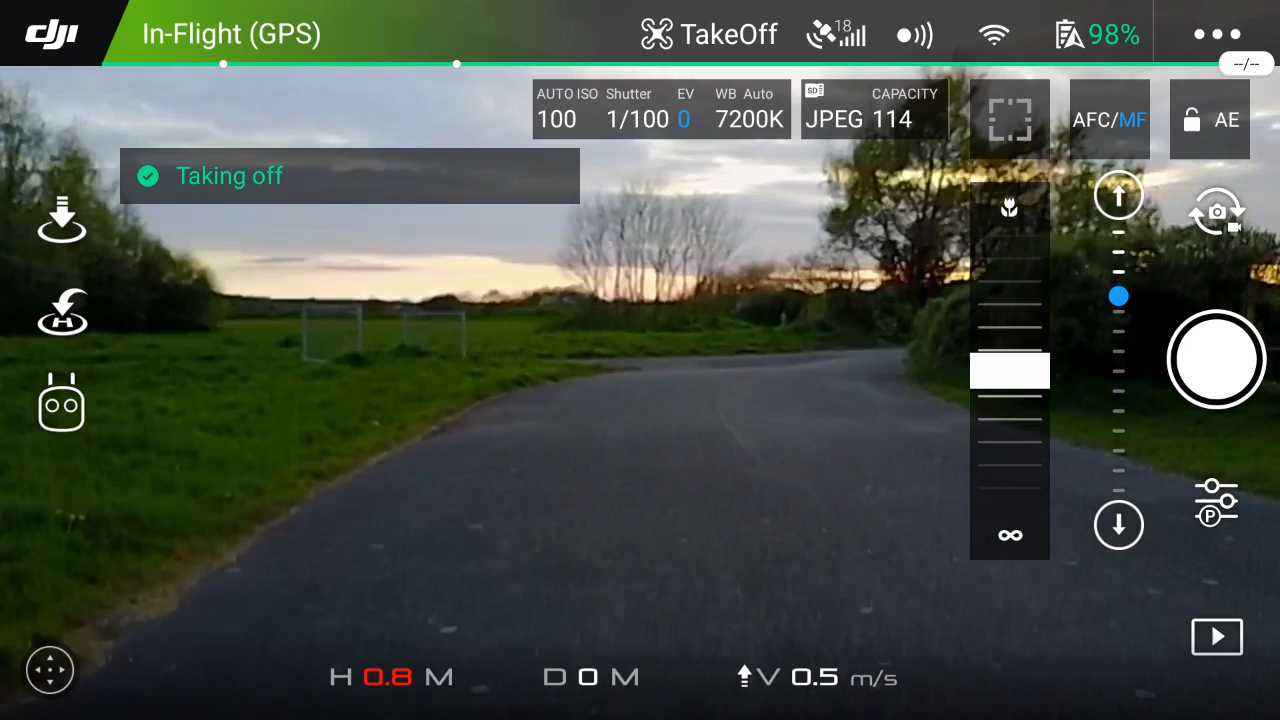 dji In-Flight (GPS) TakeOff 18 98%
--/--
AUTO ISO Shutter EV WB Auto SD CAPACITY
100 1/100 0 7200K JPEG 114 AFC/MF AE
Taking off
P
H 0.8 M D 0 M V 0.5 m/s